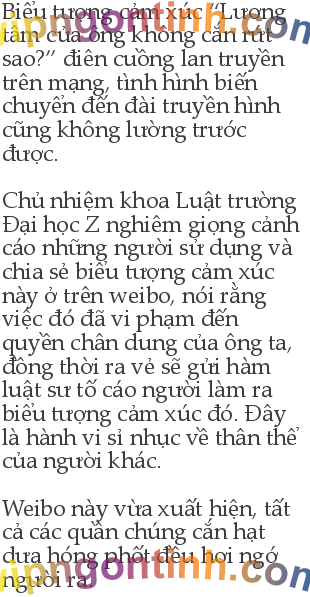 Biểu tượng cảm xúc “Lương
tâm của ông không cắn rứt
sao?” điên cuồng lan truyền
trên mạng, tình hình biến
chuyển đến đài truyền hình
cũng không lường trước
được.
Chủ nhiệm khoa Luật trường
Đại học Z nghiêm giọng cảnh
cáo những người sử dụng và
chia sẻ biểu tượng cảm xúc
này ở trên weibo, nói rằng
việc đó đã vi phạm đến
quyền chân dung của ông ta,
đồng thời ra vẻ sẽ gửi hàm
luật sư tố cáo người làm ra
biểu tượng cảm xúc đó. Đây
là hành vi sỉ nhục về thân thể
của người khác.
Weibo này vừa xuất hiện, tất
cả các quần chúng cắn hạt
dưa hóng phốt đều hơi ngớ
người ra
vipngontinh.com
vipngontinh.com